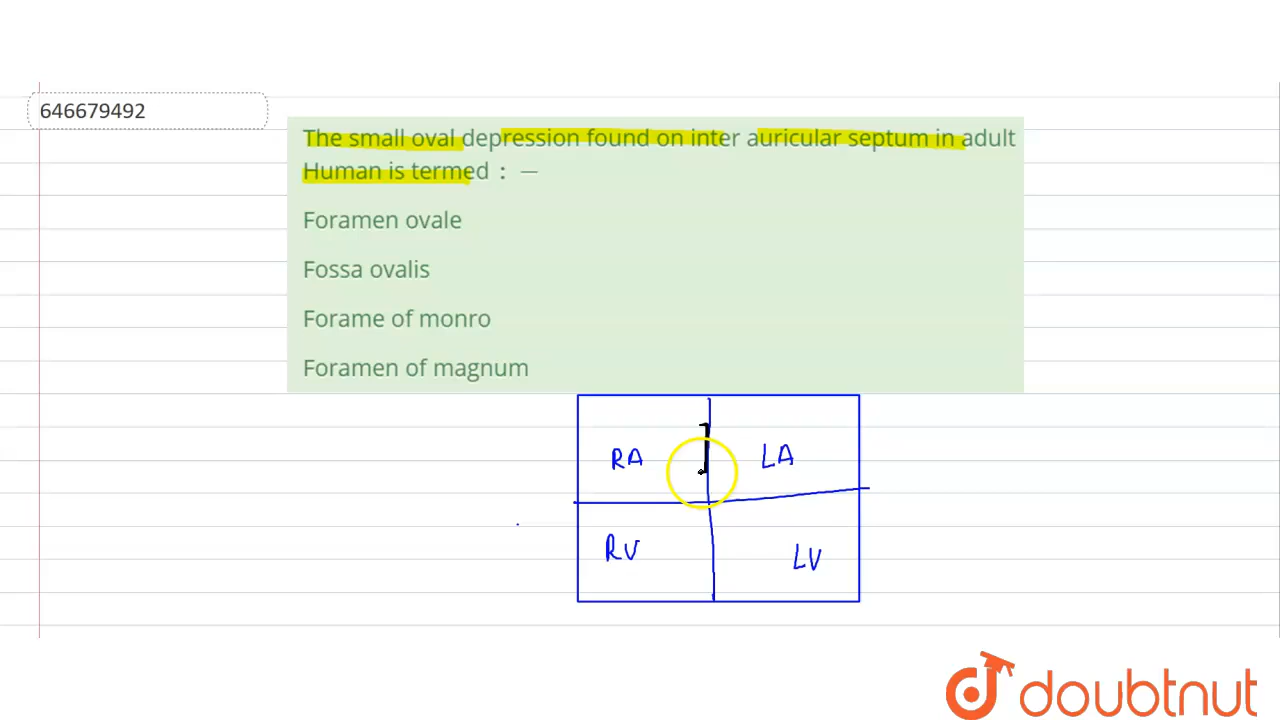 646679492
The small oval depression found on inter auricular septum in adult
Human is termed : —
Foramen ovale
Fossa ovalis
Forame of monro
Foramen of magnum
RA LA
RV LV
doubtnut